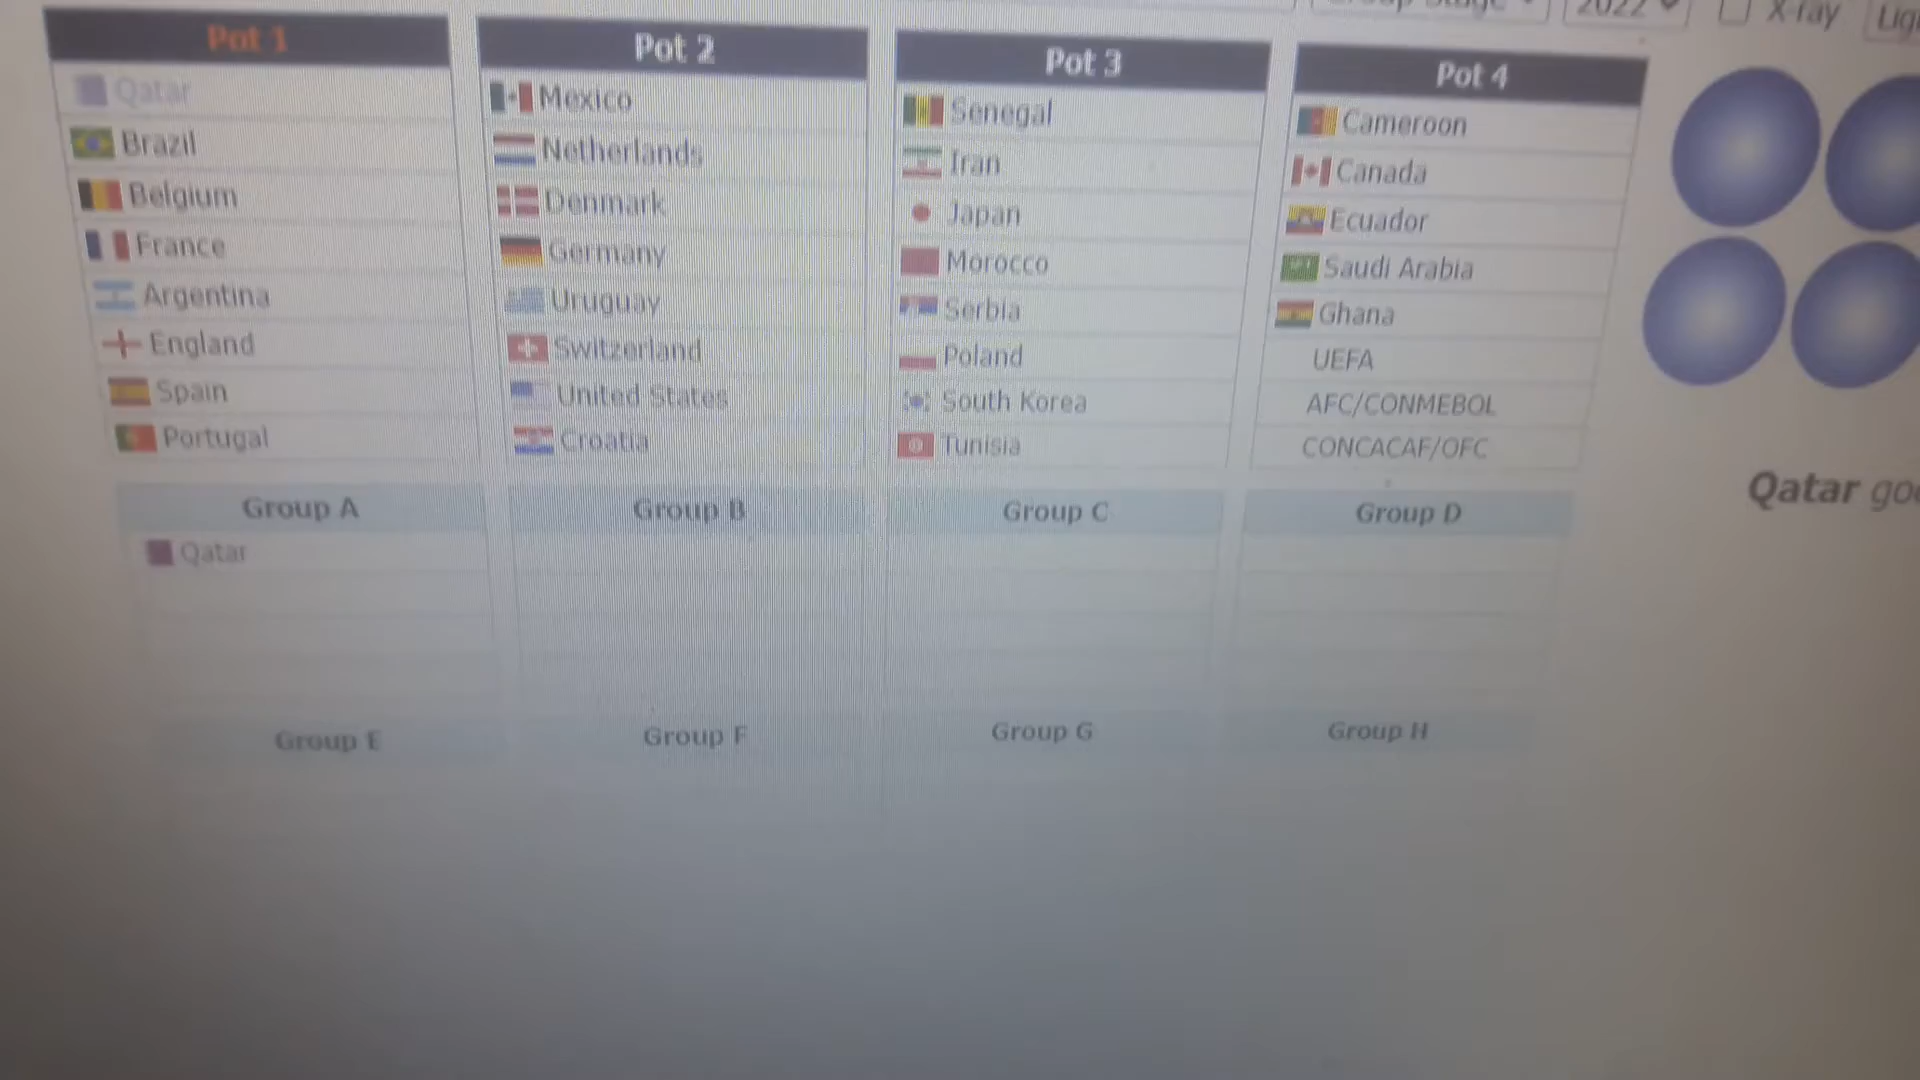 Group Stage 2022 X-ray
Pot 1
Qatar
Brazil
Belgium
France
Argentina
England
Spain
Portugal
Pot 2
Mexico
Netherlands
Denmark
Germany
Uruguay
Switzerland
United States
Croatia
Pot 3
Senegal
Iran
Japan
Morocco
Serbia
Poland
South Korea
Tunisia
Pot 4
Cameroon
Canada
Ecuador
Saudi Arabia
Ghana
UEFA
AFC/CONMEBOL
CONCACAF/OFC
Qatar
Group A
Qatar
Group B
Group C
Group D
Group E
Group F
Group G
Group H